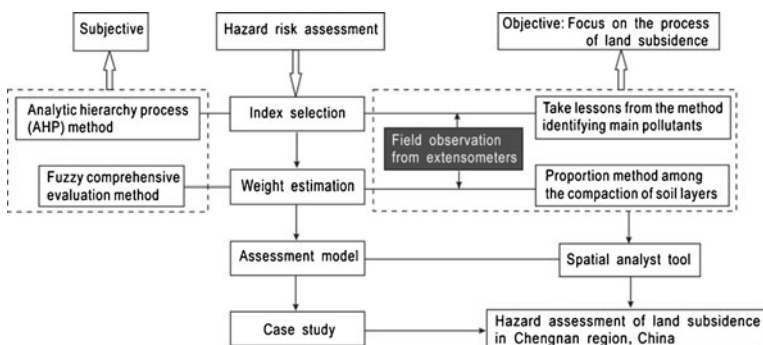 Subjective
Hazard risk assessment
Objective: Focus on the process
of land subsidence
Analytic hierarchy process
(AHP) method
Index selection
Take lessons from the method
identifying main pollutants
Field observation
from extensometers
Fuzzy comprehensive
evaluation method
Weight estimation
Proportion method among
the compaction of soil layers
Assessment model
Spatial analyst tool
Case study
Hazard assessment of land subsidence
in Chengnan region, China